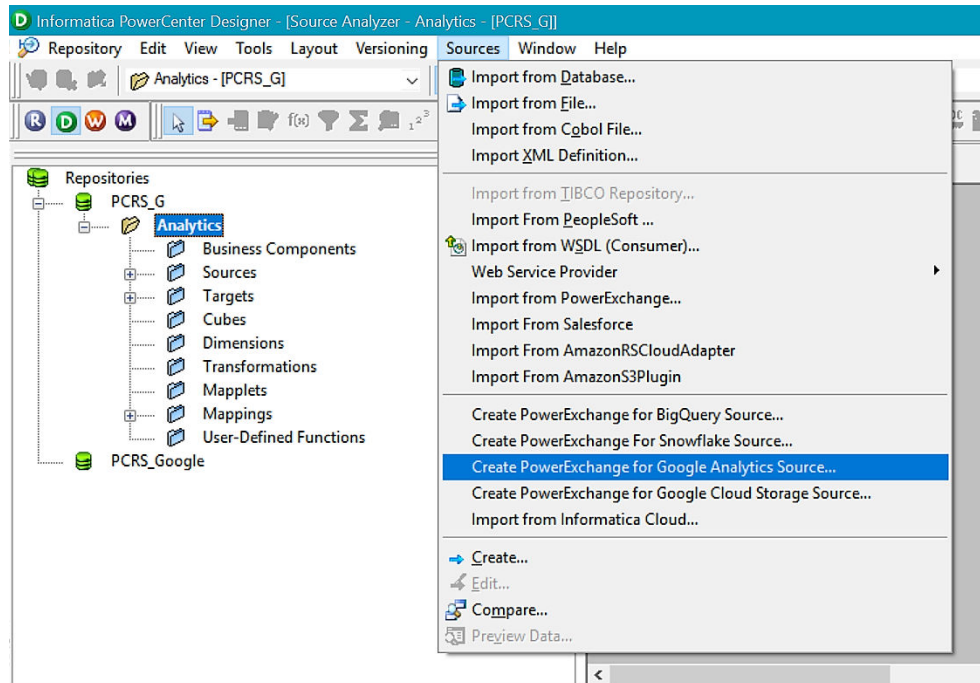 Informatica PowerCenter Designer - [Source Analyzer - Analytics - [PCRS_G]]
Repository Edit View Tools Layout Versioning Sources Window Help
Analytics - [PCRS_G]
R D W M f(x) 1 2 3
Repositories
PCRS_G
Analytics
Business Components
Sources
Targets
Cubes
Dimensions
Transformations
Mapplets
Mappings
User-Defined Functions
PCRS_Google
Import from Database...
Import from File...
Import from Cobol File...
Import XML Definition...
Import from TIBCO Repository...
Import From PeopleSoft ...
Import from WSDL (Consumer)...
Web Service Provider
Import from PowerExchange...
Import From Salesforce
Import From AmazonRSCloudAdapter
Import From AmazonS3Plugin
Create PowerExchange for BigQuery Source...
Create PowerExchange For Snowflake Source...
Create PowerExchange for Google Analytics Source...
Create PowerExchange for Google Cloud Storage Source...
Import from Informatica Cloud...
Create...
Edit...
Compare...
Preview Data...